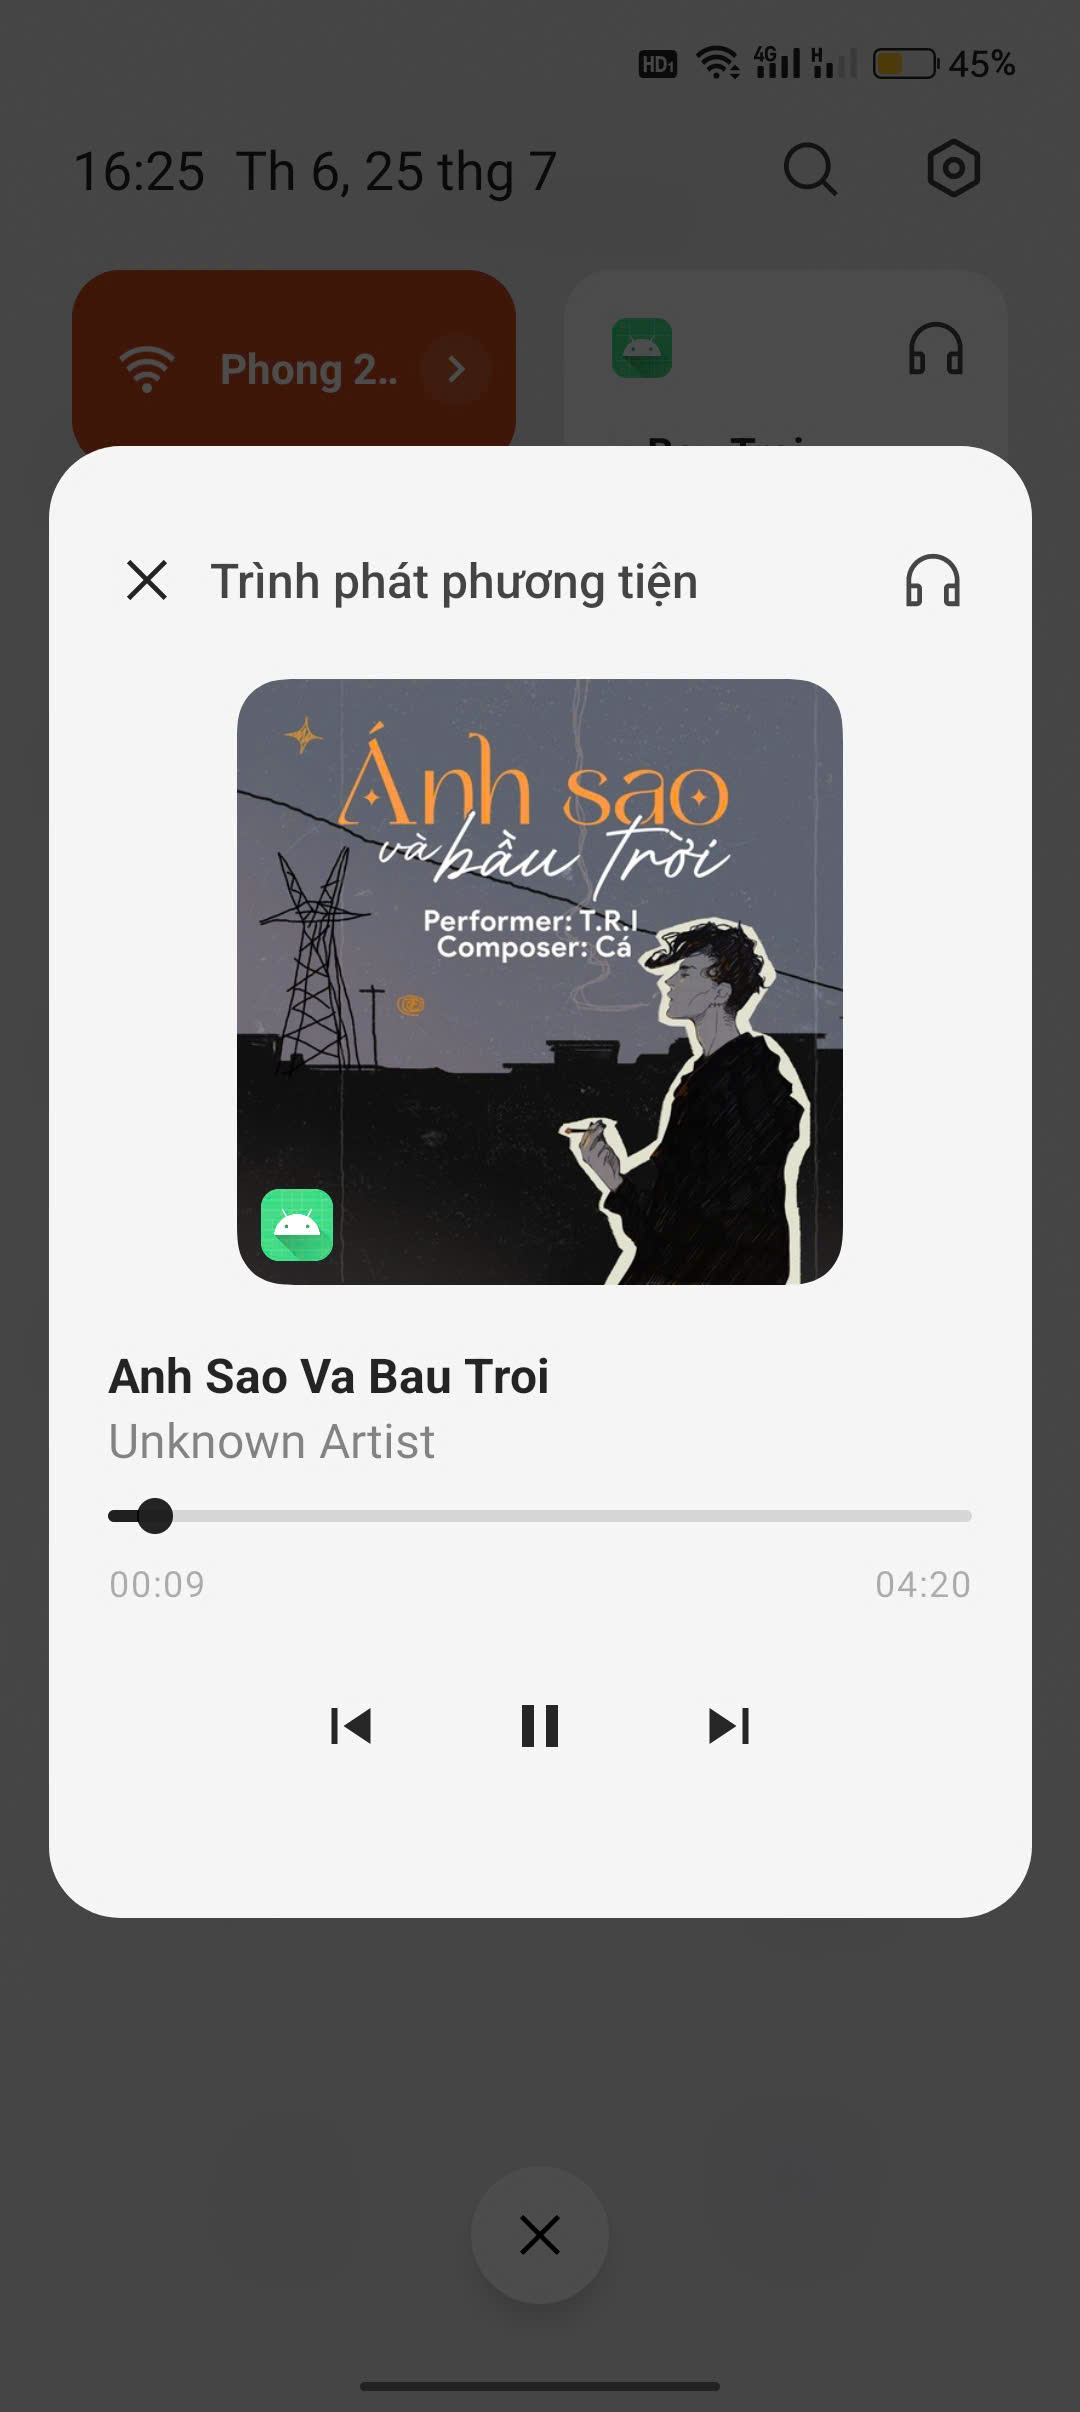 HD1 4G H 45%
16:25 Th 6, 25 thg 7
Phong 2..
Trình phát phương tiện
Ánh sao
và bầu trời
Performer: T.R.I
Composer: Cá
Anh Sao Va Bau Troi
Unknown Artist
00:09 04:20